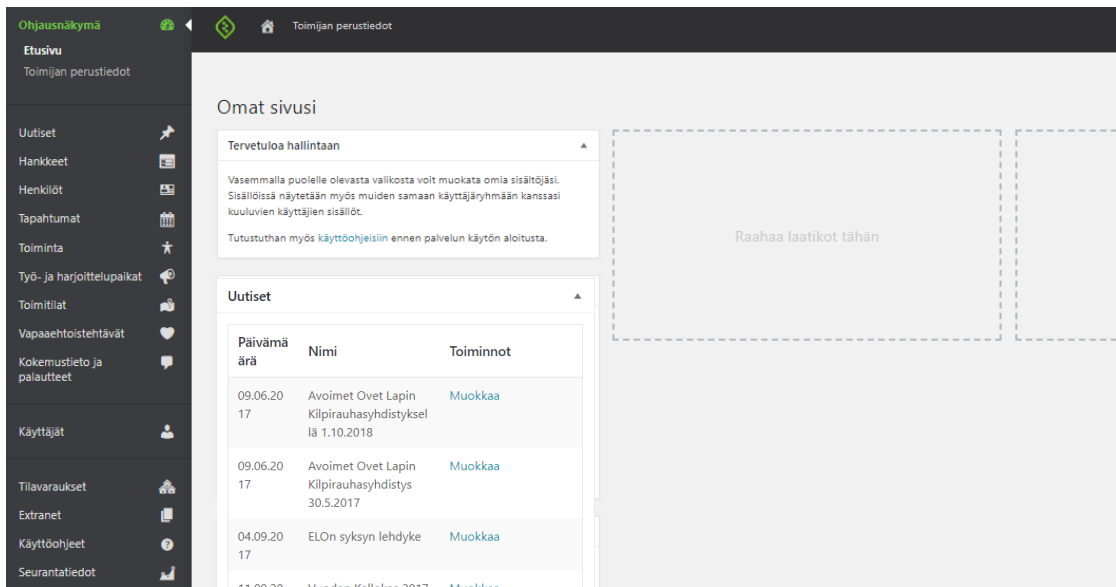 Ohjausnäkymä
Etusivu
Toimijan perustiedot
Uutiset
Hankkeet
Henkilöt
Tapahtumat
Toiminta
Työ- ja harjoittelupaikat
Toimitilat
Vapaaehtoistehtävät
Kokemustieto ja
palautteet
Käyttäjät
Tilavaraukset
Extranet
Käyttöohjeet
Seurantatiedot
Toimijan perustiedot
Omat sivusi
Tervetuloa hallintaan
Vasemmalla puolelle olevasta valikosta voit muokata omia sisältöjäsi.
Sisällöissä näytetään myös muiden samaan käyttäjäryhmään kanssasi
kuuluvien käyttäjien sisällöt.
Tutustuthan myös käyttöohjeisiin ennen palvelun käytön aloitusta.
Raahaa laatikot tähän
Uutiset
Päivämä
ärä
Nimi
Toiminnot
09.06.20
17
Avoimet Ovet Lapin
Kilpirauhasyhdistyksel
lä 1.10.2018
Muokkaa
09.06.20
17
Avoimet Ovet Lapin
Kilpirauhasyhdistys
30.5.2017
Muokkaa
04.09.20
17
ELOn syksyn lehdyke
Muokkaa